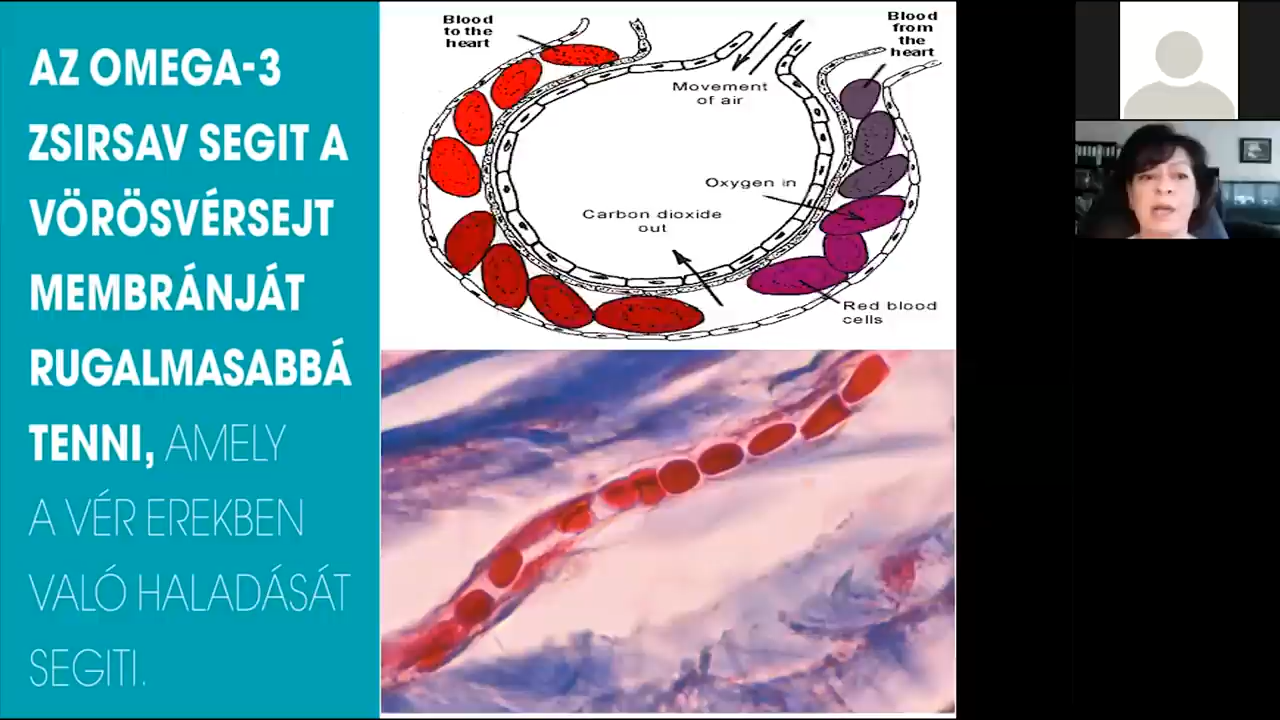 AZ OMEGA-3
ZSIRSAV SEGIT A
VÖRÖSVÉRSEJT
MEMBRÁNJÁT
RUGALMASABBÁ
TENNI, AMELY
A VÉR EREKBEN
VALÓ HALADÁSÁT
SEGITI.
Blood
to the
heart
Blood
from
the
heart
Movement
of air
Oxygen in
Carbon dioxide
out
Red blood
cells